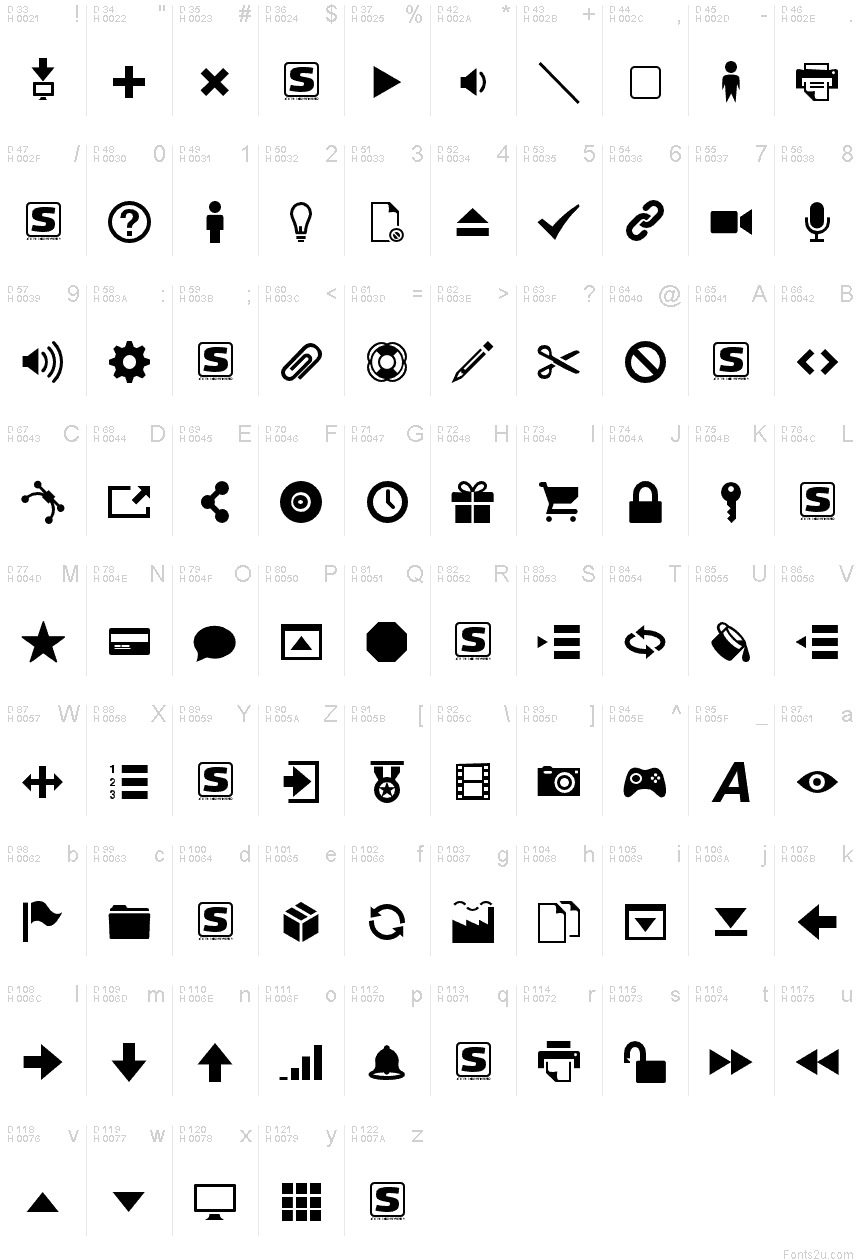 D 33 H 0021 ! D 34 H 0022 " D 35 H 0023 # D 36 H 0024 $ D 37 H 0025 % D 42 H 002A * D 43 H 002B + D 44 H 002C , D 45 H 002D - D 46 H 002E .
S
D 47 H 002F / D 48 H 0030 0 D 49 H 0031 1 D 50 H 0032 2 D 51 H 0033 3 D 52 H 0034 4 D 53 H 0035 5 D 54 H 0036 6 D 55 H 0037 7 D 56 H 0038 8
S ?
D 57 H 0039 9 D 58 H 003A : D 59 H 003B ; D 60 H 003C < D 61 H 003D = D 62 H 003E > D 63 H 003F ? D 64 H 0040 @ D 65 H 0041 A D 66 H 0042 B
S S
D 67 H 0043 C D 68 H 0044 D D 69 H 0045 E D 70 H 0046 F D 71 H 0047 G D 72 H 0048 H D 73 H 0049 I D 74 H 004A J D 75 H 004B K D 76 H 004C L
S
D 77 H 004D M D 78 H 004E N D 79 H 004F O D 80 H 0050 P D 81 H 0051 Q D 82 H 0052 R D 83 H 0053 S D 84 H 0054 T D 85 H 0055 U D 86 H 0056 V
S
D 87 H 0057 W D 88 H 0058 X D 89 H 0059 Y D 90 H 005A Z D 91 H 005B [ D 92 H 005C \ D 93 H 005D ] D 94 H 005E ^ D 95 H 005F _ D 97 H 0061 a
1 2 3 S A
D 98 H 0062 b D 99 H 0063 c D 100 H 0064 d D 101 H 0065 e D 102 H 0066 f D 103 H 0067 g D 104 H 0068 h D 105 H 0069 i D 106 H 006A j D 107 H 006B k
S
D 108 H 006C l D 109 H 006D m D 110 H 006E n D 111 H 006F o D 112 H 0070 p D 113 H 0071 q D 114 H 0072 r D 115 H 0073 s D 116 H 0074 t D 117 H 0075 u
S
D 118 H 0076 v D 119 H 0077 w D 120 H 0078 x D 121 H 0079 y D 122 H 007A z
S
Fonts2u.com